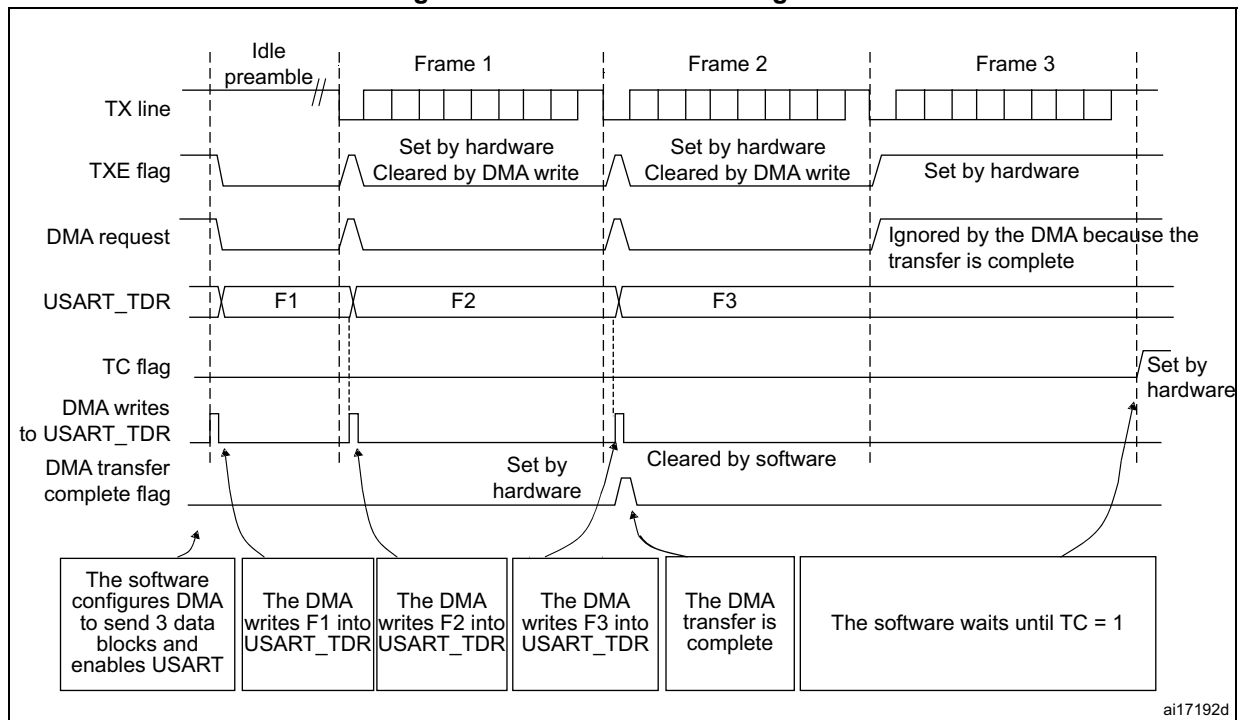 Idle
preamble
Frame 1
Frame 2
Frame 3
TX line
TXE flag
Set by hardware
Cleared by DMA write
Set by hardware
Cleared by DMA write
Set by hardware
DMA request
Ignored by the DMA because the
transfer is complete
USART_TDR
F1
F2
F3
TC flag
Set by
hardware
DMA writes
to USART_TDR
DMA transfer
complete flag
Set by
hardware
Cleared by software
The software
configures DMA
to send 3 data
blocks and
enables USART
The DMA
writes F1 into
USART_TDR
The DMA
writes F2 into
USART_TDR
The DMA
writes F3 into
USART_TDR
The DMA
transfer is
complete
The software waits until TC = 1
ai17192d